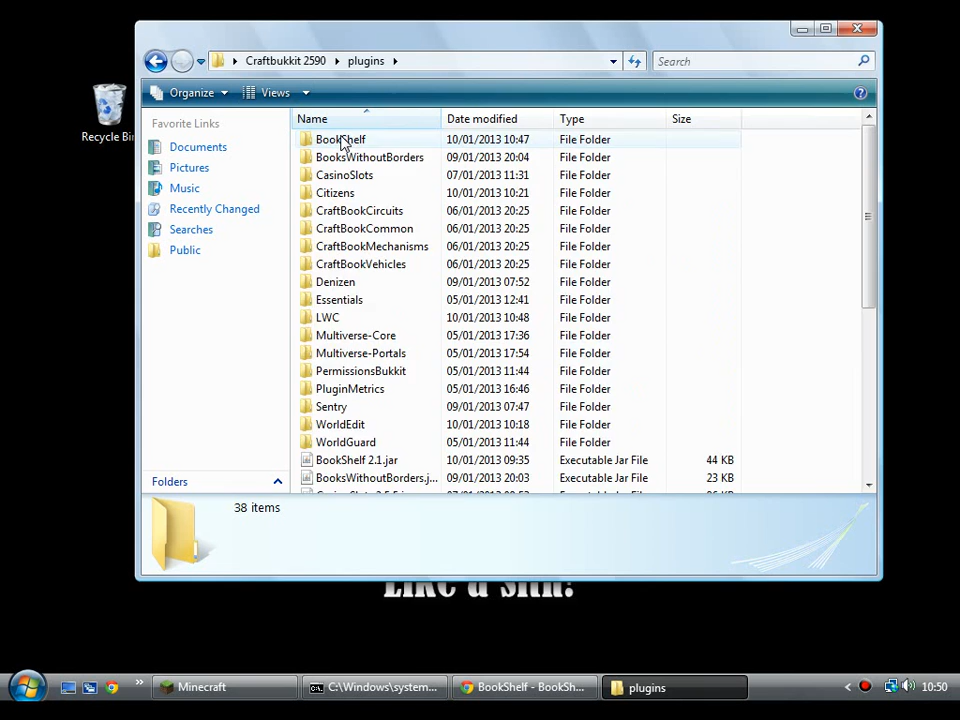 Recycle Bin
Craftbukkit 2590 plugins
Search
Organize Views
Favorite Links
Documents
Pictures
Music
Recently Changed
Searches
Public
Folders
Name Date modified Type Size
BookShelf 10/01/2013 10:47 File Folder
BooksWithoutBorders 09/01/2013 20:04 File Folder
CasinoSlots 07/01/2013 11:31 File Folder
Citizens 10/01/2013 10:21 File Folder
CraftBookCircuits 06/01/2013 20:25 File Folder
CraftBookCommon 06/01/2013 20:25 File Folder
CraftBookMechanisms 06/01/2013 20:25 File Folder
CraftBookVehicles 06/01/2013 20:25 File Folder
Denizen 09/01/2013 07:52 File Folder
Essentials 05/01/2013 12:41 File Folder
LWC 10/01/2013 10:48 File Folder
Multiverse-Core 05/01/2013 17:36 File Folder
Multiverse-Portals 05/01/2013 17:54 File Folder
PermissionsBukkit 05/01/2013 11:44 File Folder
PluginMetrics 05/01/2013 16:46 File Folder
Sentry 09/01/2013 07:47 File Folder
WorldEdit 10/01/2013 10:18 File Folder
WorldGuard 05/01/2013 11:44 File Folder
BookShelf 2.1.jar 10/01/2013 09:35 Executable Jar File 44 KB
BooksWithoutBorders.j... 09/01/2013 20:03 Executable Jar File 23 KB
38 items
Like a
Minecraft
C:\Windows\system...
BookShelf - BookSh...
plugins
10:50